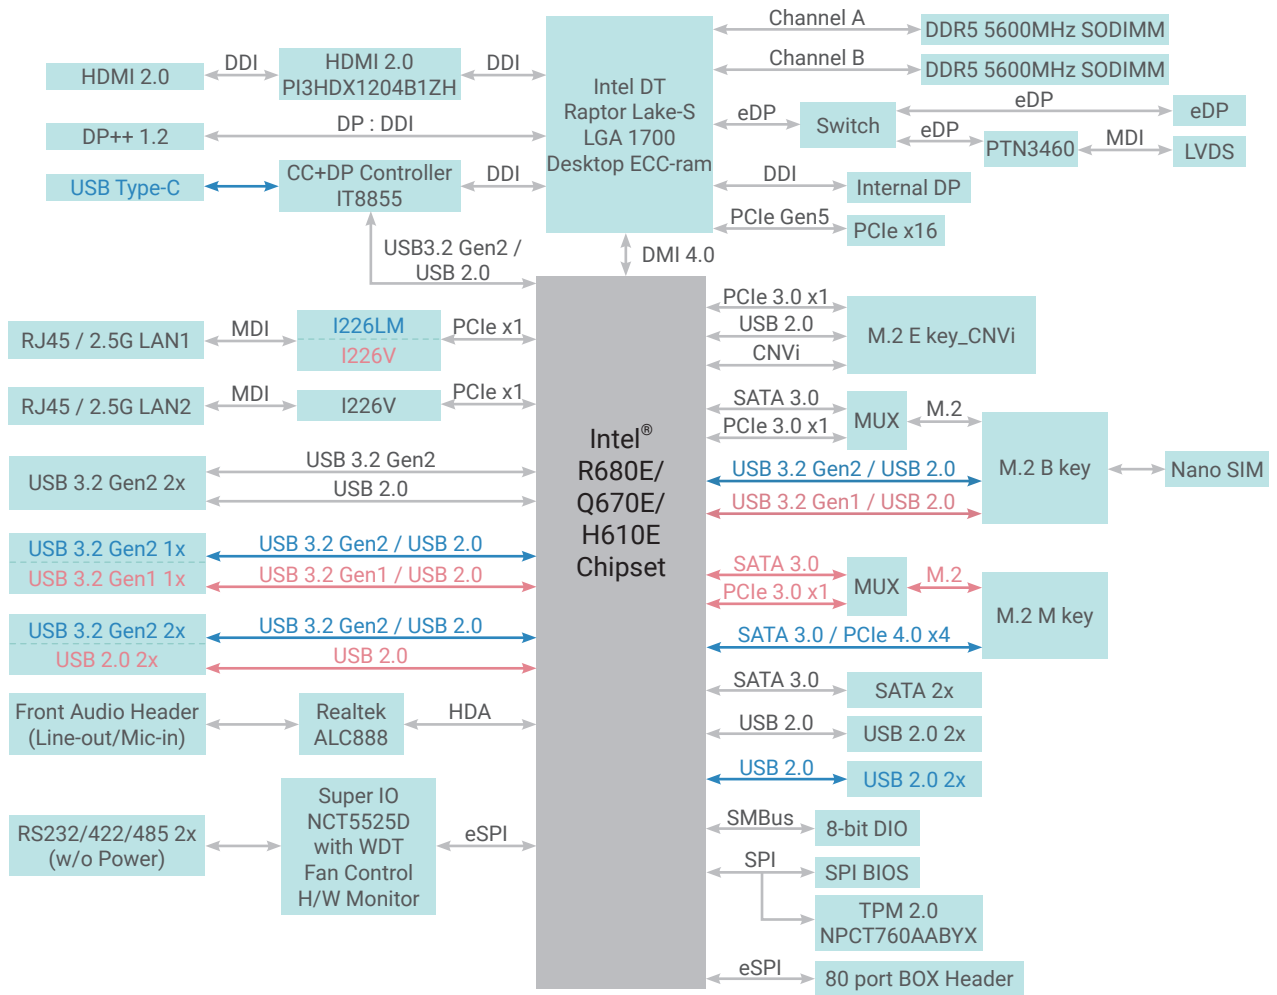 Channel A
DDR5 5600MHz SODIMM
Channel B
DDR5 5600MHz SODIMM
HDMI 2.0
DDI
HDMI 2.0
PI3HDX1204B1ZH
DDI
Intel DT
Raptor Lake-S
LGA 1700
Desktop ECC-ram
eDP
Switch
eDP
eDP
eDP
PTN3460
MDI
LVDS
DP++ 1.2
DP : DDI
USB Type-C
CC+DP Controller
IT8855
DDI
DDI
Internal DP
PCIe Gen5
PCIe x16
USB3.2 Gen2 /
USB 2.0
DMI 4.0
Intel®
R680E/
Q670E/
H610E
Chipset
RJ45 / 2.5G LAN1
MDI
I226LM
I226V
PCIe x1
RJ45 / 2.5G LAN2
MDI
I226V
PCIe x1
USB 3.2 Gen2 2x
USB 3.2 Gen2
USB 2.0
USB 3.2 Gen2 1x
USB 3.2 Gen1 1x
USB 3.2 Gen2 / USB 2.0
USB 3.2 Gen1 / USB 2.0
USB 3.2 Gen2 2x
USB 2.0 2x
USB 3.2 Gen2 / USB 2.0
USB 2.0
Front Audio Header
(Line-out/Mic-in)
Realtek
ALC888
HDA
RS232/422/485 2x
(w/o Power)
Super IO
NCT5525D
with WDT
Fan Control
H/W Monitor
eSPI
PCIe 3.0 x1
USB 2.0
CNVi
M.2 E key_CNVi
SATA 3.0
PCIe 3.0 x1
MUX
M.2
USB 3.2 Gen2 / USB 2.0
USB 3.2 Gen1 / USB 2.0
M.2 B key
Nano SIM
SATA 3.0
PCIe 3.0 x1
MUX
M.2
SATA 3.0 / PCIe 4.0 x4
M.2 M key
SATA 3.0
SATA 2x
USB 2.0
USB 2.0 2x
USB 2.0
USB 2.0 2x
SMBus
8-bit DIO
SPI
SPI BIOS
TPM 2.0
NPCT760AABYX
eSPI
80 port BOX Header